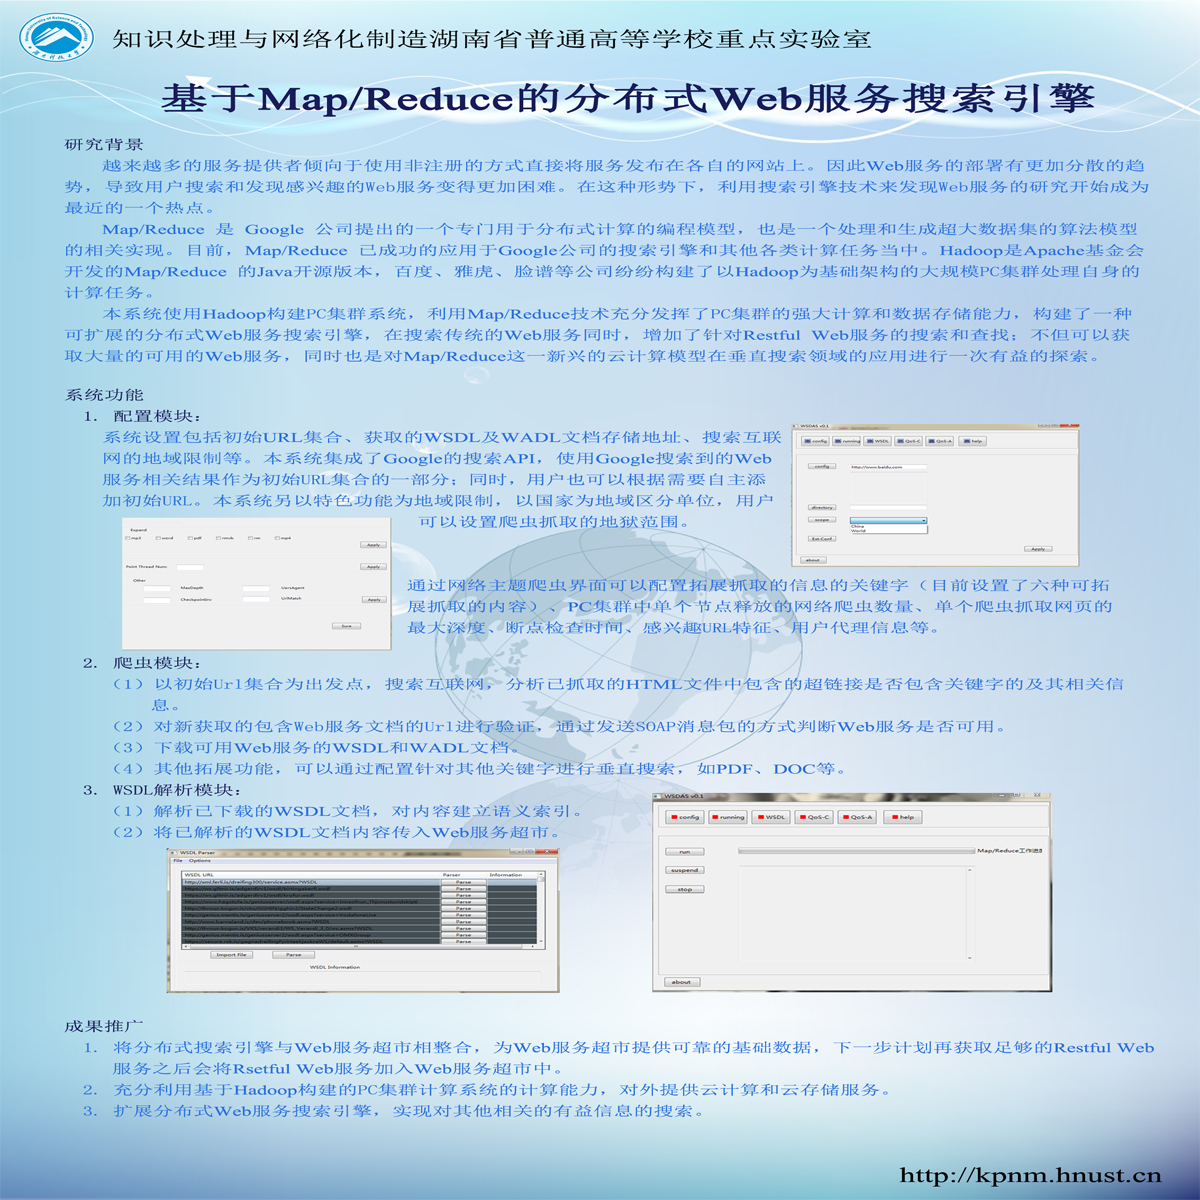 知识处理与网络化制造湖南省普通高等学校重点实验室
基于Map/Reduce的分布式Web服务搜索引擎
研究背景
越来越多的服务提供者倾向于使用非注册的方式直接将服务发布在各自的网站上。因此Web服务的部署有更加分散的趋
势，导致用户搜索和发现感兴趣的Web服务变得更加困难。在这种形势下，利用搜索引擎技术来发现Web服务的研究开始成为
最近的一个热点。
Map/Reduce 是 Google 公司提出的一个专门用于分布式计算的编程模型，也是一个处理和生成超大数据集的算法模型
的相关实现。目前，Map/Reduce 已成功的应用于Google公司的搜索引擎和其他各类计算任务当中。Hadoop是Apache基金会
开发的Map/Reduce 的Java开源版本，百度、雅虎、脸谱等公司纷纷构建了以Hadoop为基础架构的大规模PC集群处理自身的
计算任务。
本系统使用Hadoop构建PC集群系统，利用Map/Reduce技术充分发挥了PC集群的强大计算和数据存储能力，构建了一种
可扩展的分布式Web服务搜索引擎，在搜索传统的Web服务同时，增加了针对Restful Web服务的搜索和查找；不但可以获
取大量的可用的Web服务，同时也是对Map/Reduce这一新兴的云计算模型在垂直搜索领域的应用进行一次有益的探索。
系统功能
1. 配置模块：
系统设置包括初始URL集合、获取的WSDL及WADL文档存储地址、搜索互联
网的地域限制等。本系统集成了Google的搜索API，使用Google搜索到的Web
服务相关结果作为初始URL集合的一部分；同时，用户也可以根据需要自主添
加初始URL。本系统另以特色功能为地域限制，以国家为地域区分单位，用户
可以设置爬虫抓取的地狱范围。
WSDAS v0.1
config running WSDL QoS-C QoS-A help
config http://www.baidu.com
directory
scope
China
World
Ext Conf
Apply
about
Expand
mp3 word pdf rmvb rm mp4
Apply
Point Thread Num: Apply
Other
MaxDepth VarsAgent
CheckpointInv UrlMatch Apply
Save
通过网络主题爬虫界面可以配置拓展抓取的信息的关键字（目前设置了六种可拓
展抓取的内容）、PC集群中单个节点释放的网络爬虫数量、单个爬虫抓取网页的
最大深度、断点检查时间、感兴趣URL特征、用户代理信息等。
2. 爬虫模块：
（1）以初始Url集合为出发点，搜索互联网，分析已抓取的HTML文件中包含的超链接是否包含关键字的及其相关信
息。
（2）对新获取的包含Web服务文档的Url进行验证，通过发送SOAP消息包的方式判断Web服务是否可用。
（3）下载可用Web服务的WSDL和WADL文档。
（4）其他拓展功能，可以通过配置针对其他关键字进行垂直搜索，如PDF、DOC等。
3. WSDL解析模块：
（1）解析已下载的WSDL文档，对内容建立语义索引。
（2）将已解析的WSDL文档内容传入Web服务超市。
WSDL Parser
File Options
WSDL URL Parser Information
Parse
Parse
Parse
Parse
Parse
Parse
Parse
Parse
Parse
Parse
Import File Parse
WSDL Information
WSDAS v0.1
config running WSDL QoS-C QoS-A help
run Map/Reduce工作进
suspend
stop
about
成果推广
1. 将分布式搜索引擎与Web服务超市相整合，为Web服务超市提供可靠的基础数据，下一步计划再获取足够的Restful Web
服务之后会将Rsetful Web服务加入Web服务超市中。
2. 充分利用基于Hadoop构建的PC集群计算系统的计算能力，对外提供云计算和云存储服务。
3. 扩展分布式Web服务搜索引擎，实现对其他相关的有益信息的搜索。
http://kpnm.hnust.cn